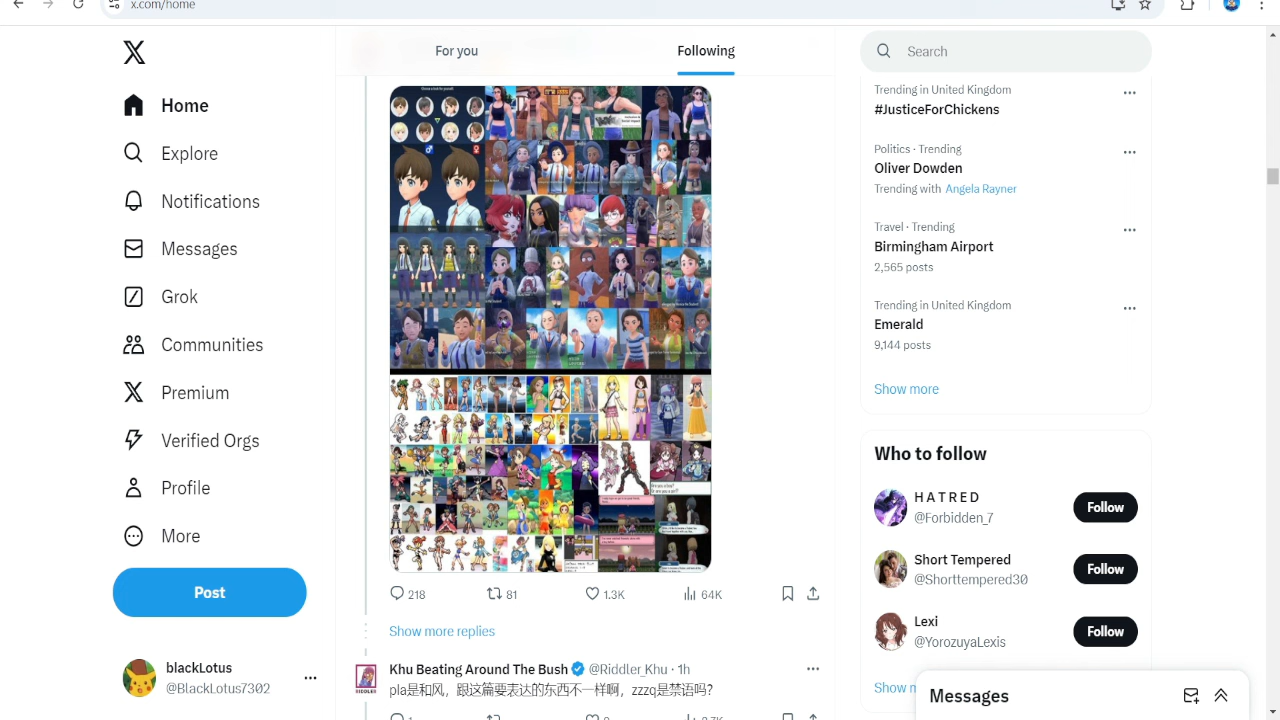 x.com/home
For you
Following
Search
Home
Explore
Notifications
Messages
Grok
Communities
Premium
Verified Orgs
Profile
More
Post
blackLotus
@BlackLotus7302
218
81
1.3K
64K
Show more replies
Khu Beating Around The Bush @Riddler_Khu · 1h
pla是和风，跟这篇要表达的东西不一样啊，zzzq是禁语吗?
RIDDLER
Trending in United Kingdom
#JusticeForChickens
Politics · Trending
Oliver Dowden
Trending with Angela Rayner
Travel · Trending
Birmingham Airport
2,565 posts
Trending in United Kingdom
Emerald
9,144 posts
Show more
Who to follow
H A T R E D
@Forbidden_7
Follow
Short Tempered
@Shorttempered30
Follow
Lexi
@YorozuyaLexis
Follow
Messages